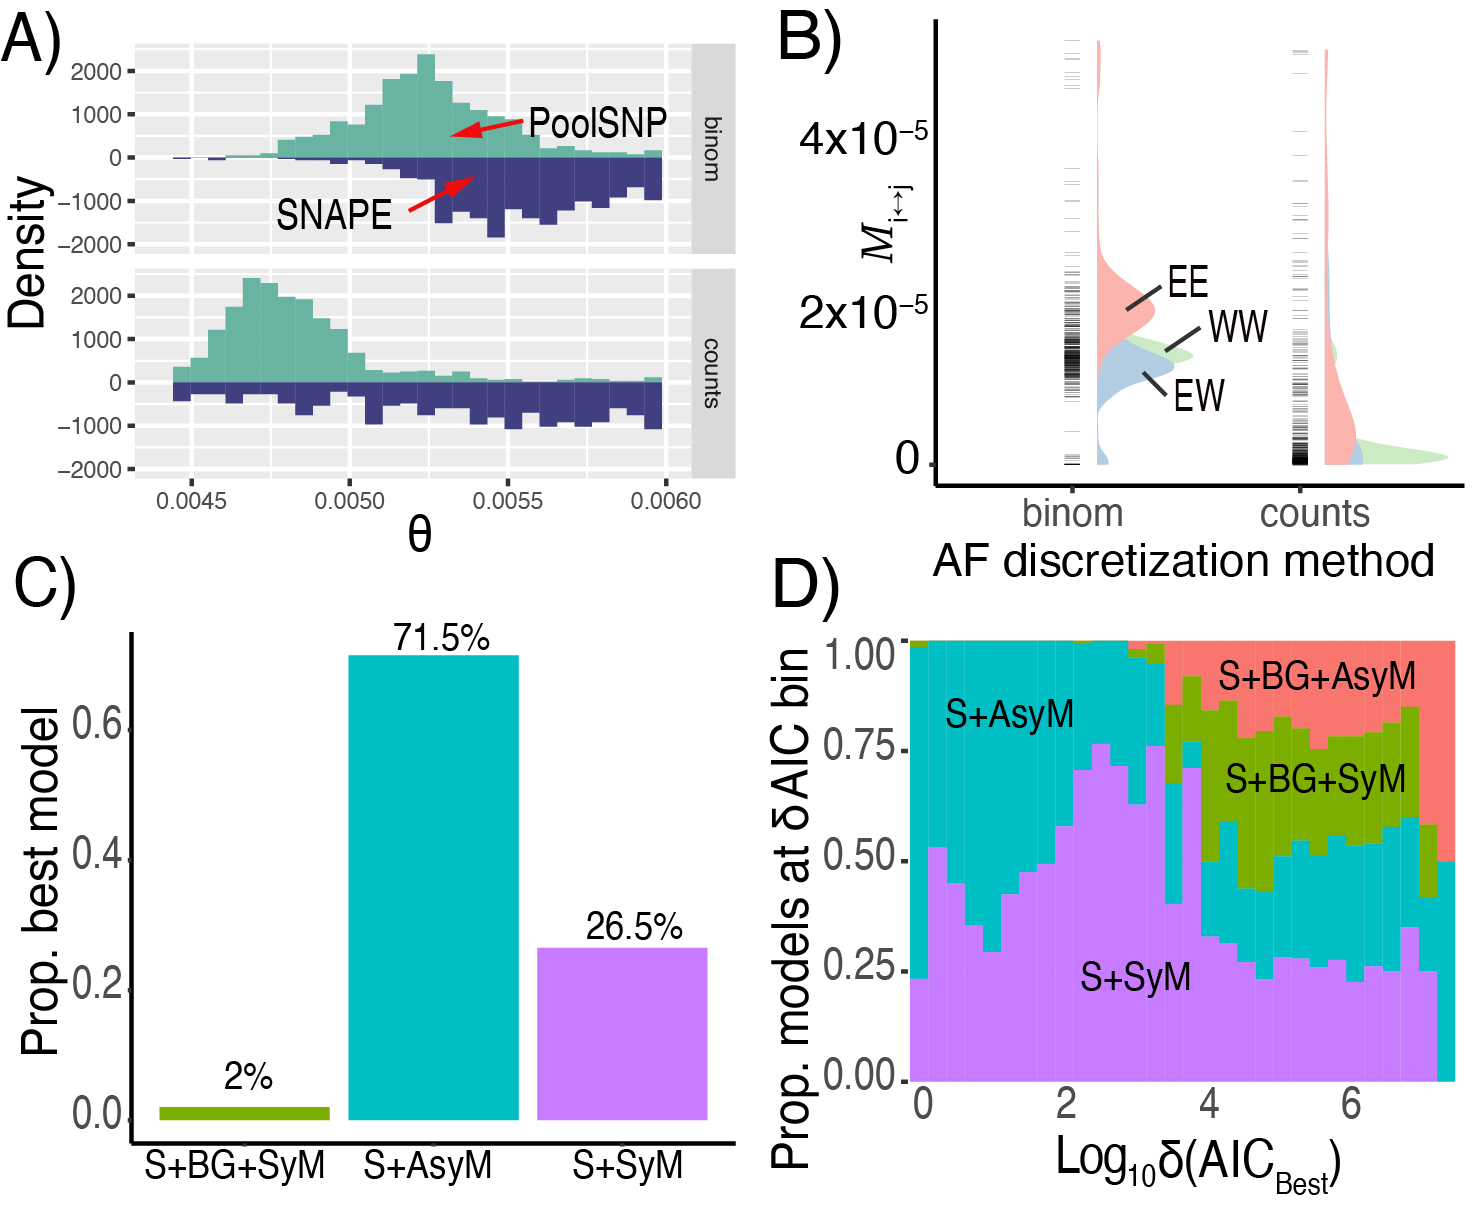 A)
Density
2000
1000
0
−1000
−2000
PoolSNP
SNAPE
binom
2000
1000
0
−1000
−2000
counts
0.0045
0.0050
0.0055
0.0060
θ
B)
M i↔j
4x10−5
2x10−5
0
EE
WW
EW
binom
counts
AF discretization method
C)
Prop. best model
0.6
0.4
0.2
0.0
2%
71.5%
26.5%
S+BG+SyM
S+AsyM
S+SyM
D)
Prop. models at δ AIC bin
1.00
0.75
0.50
0.25
0.00
S+AsyM
S+BG+AsyM
S+BG+SyM
S+SyM
0
2
4
6
Log10δ(AICBest)